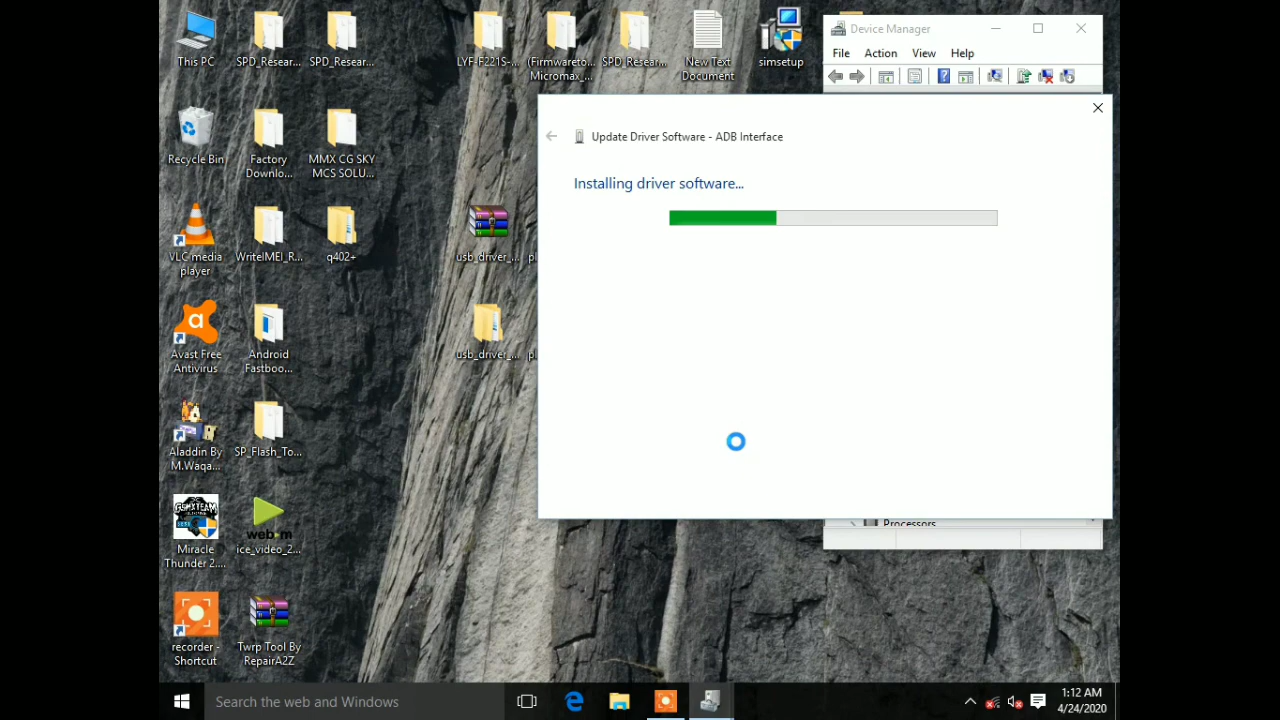 This PC
SPD_Resear...
SPD_Resear...
LYF-F221S-...
(Firmwareto...
Micromax_...
SPD_Resear...
New Text
Document
simsetup
Device Manager
File
Action
View
Help
Recycle Bin
Factory
Downlo...
MMX CG SKY
MCS SOLU...
Update Driver Software - ADB Interface
Installing driver software...
VLC media
player
WriteIMEI_R...
q402+
usb_driver_...
Avast Free
Antivirus
Android
Fastboo...
usb_driver_...
Aladdin By
M.Waqa...
SP_Flash_To...
Miracle
Thunder 2....
webm
ice_video_2...
Processors
recorder -
Shortcut
Twrp Tool By
RepairA2Z
Search the web and Windows
1:12 AM
4/24/2020